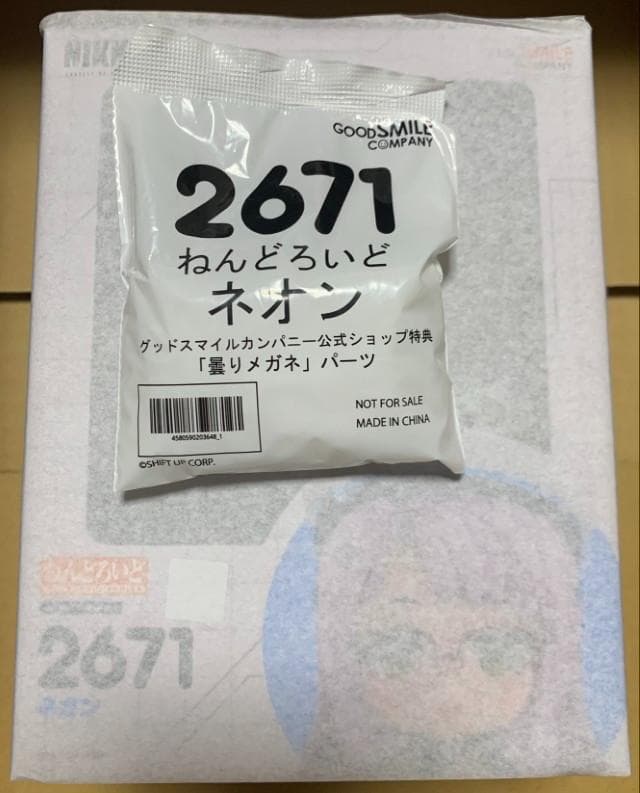 GOOD SMILE
COMPANY
2671
ねんどろいど
ネオン
グッドスマイルカンパニー公式ショップ特典
「曇りメガネ」パーツ
4580590203648_1
NOT FOR SALE
MADE IN CHINA
©SHIFT UP CORP.
ねんどろいど
2671
ネオン